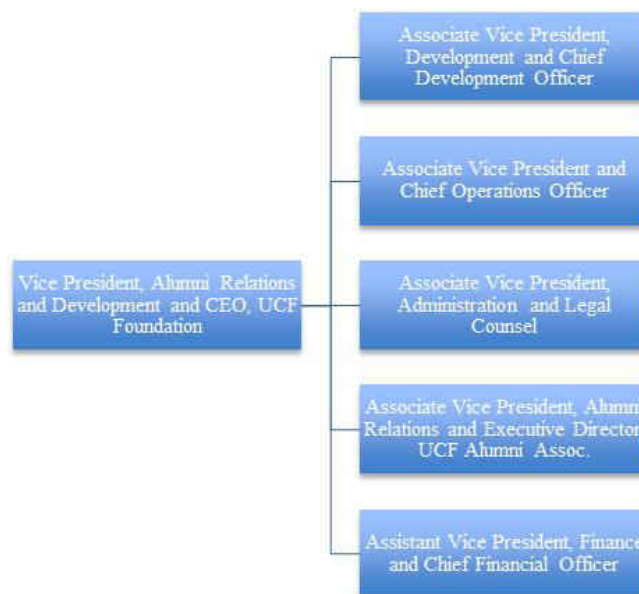 Associate Vice President,
Development and Chief
Development Officer
Associate Vice President and
Chief Operations Officer
Vice President, Alumni Relations
and Development and CEO, UCF
Foundation
Associate Vice President,
Administration and Legal
Counsel
Associate Vice President, Alumni
Relations and Executive Director
UCF Alumni Assoc.
Assistant Vice President, Finance
and Chief Financial Officer